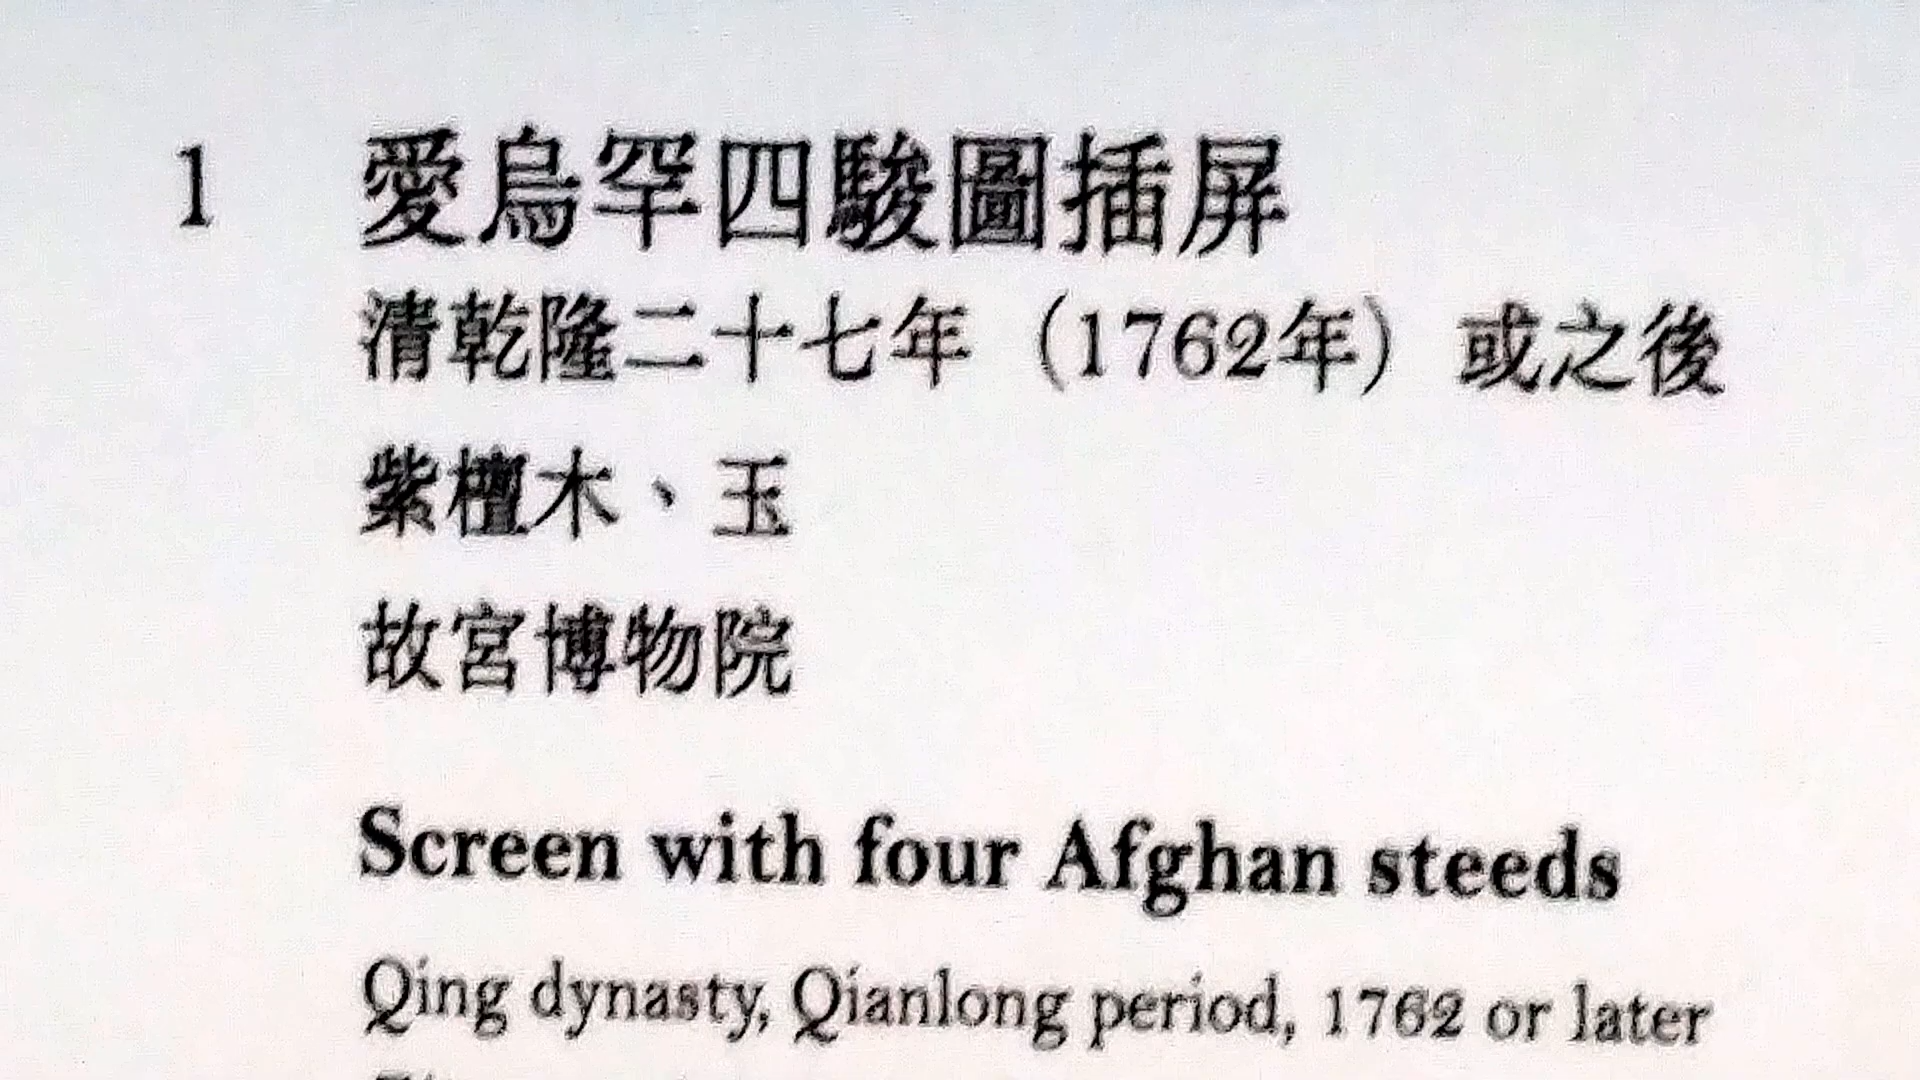 1 愛烏罕四駿圖插屏
清乾隆二十七年（1762年）或之後
紫檀木、玉
故宮博物院
Screen with four Afghan steeds
Qing dynasty, Qianlong period, 1762 or later